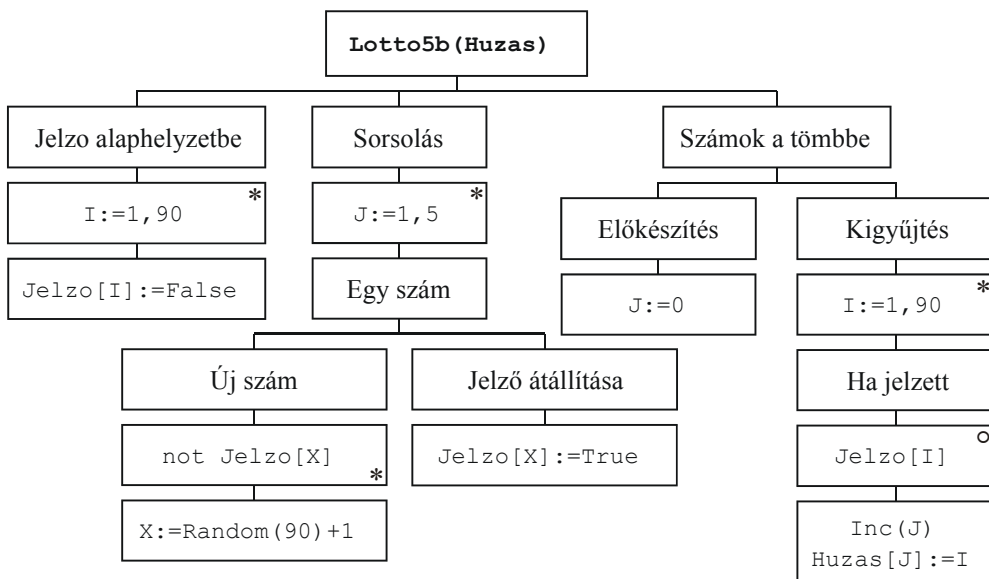 Lotto5b(Huzas)
Jelzo alaphelyzetbe
Sorsolás
Számok a tömbbe
I:=1,90
*
J:=1,5
*
Előkészítés
Kigyűjtés
Jelzo[I]:=False
Egy szám
J:=0
I:=1,90
*
Új szám
Jelző átállítása
Ha jelzett
not Jelzo[X]
*
Jelzo[X]:=True
Jelzo[I]
X:=Random(90)+1
Inc(J)
Huzas[J]:=I